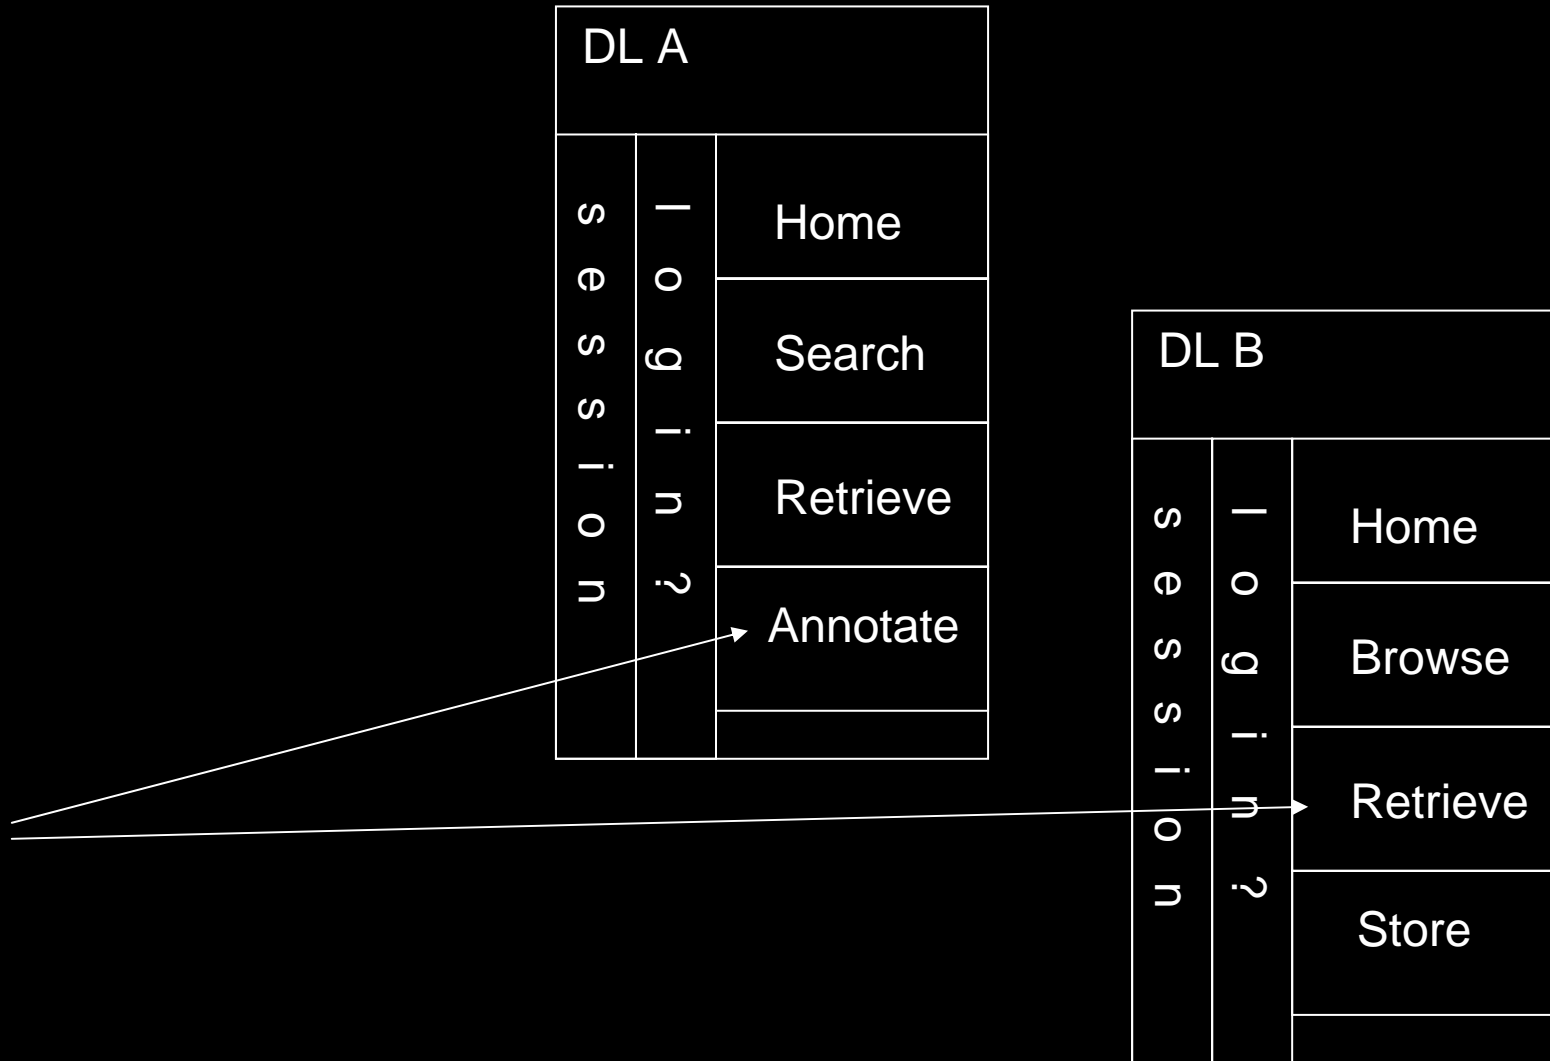 DL A
session
login?
Home
Search
Retrieve
Annotate
DL B
session
login?
Home
Browse
Retrieve
Store